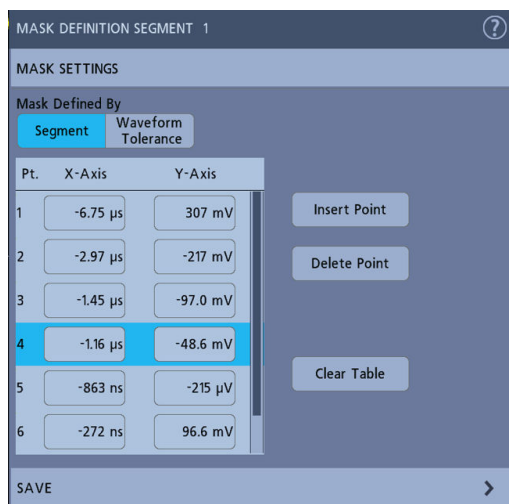 MASK DEFINITION SEGMENT 1 ?
MASK SETTINGS
Mask Defined By
Segment Waveform Tolerance
Pt. X-Axis Y-Axis
1 -6.75 µs 307 mV Insert Point
2 -2.97 µs -217 mV Delete Point
3 -1.45 µs -97.0 mV
4 -1.16 µs -48.6 mV Clear Table
5 -863 ns -215 µV
6 -272 ns 96.6 mV
SAVE